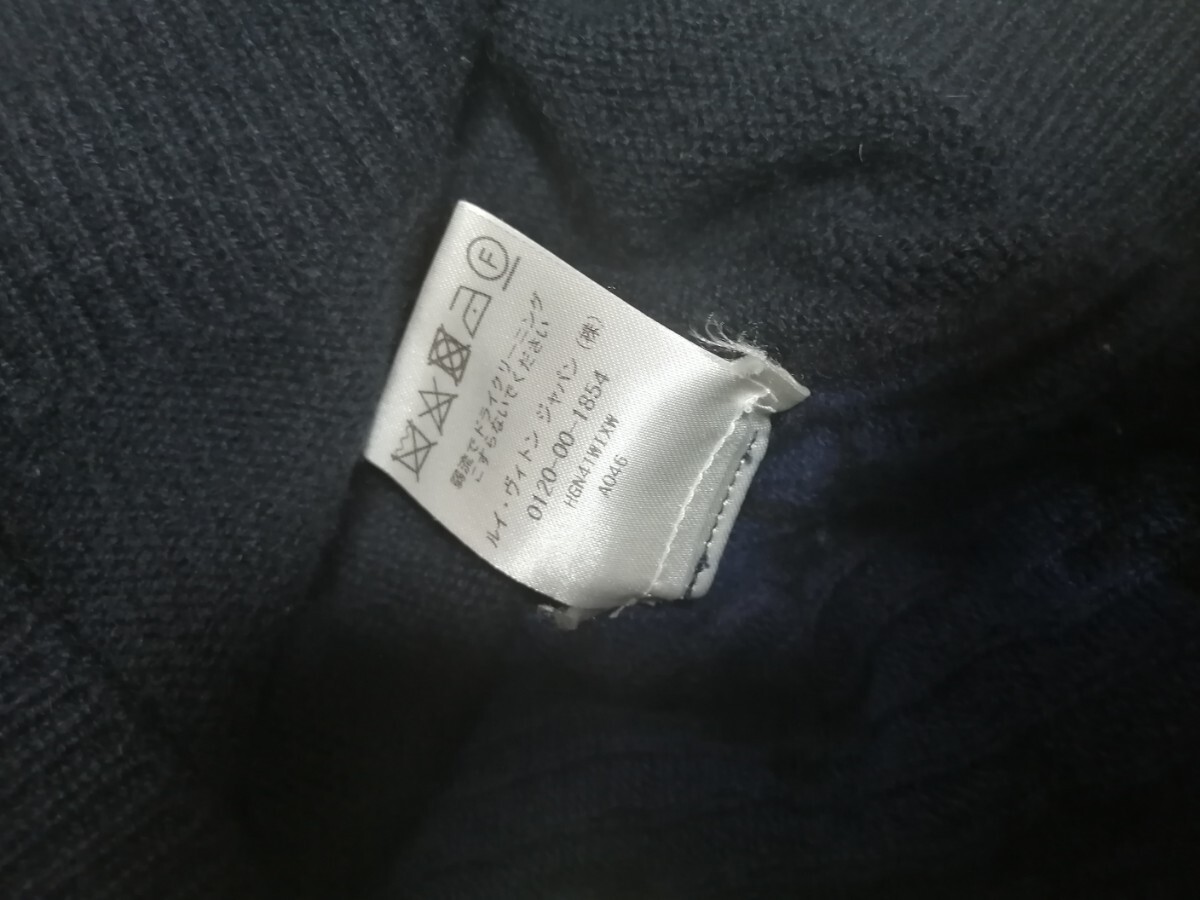 F
弱流でドライクリーニング
こすらないでください
ルイ・ヴィトン ジャパン (株)
0120-00-1854
HGN41WIXW
A046